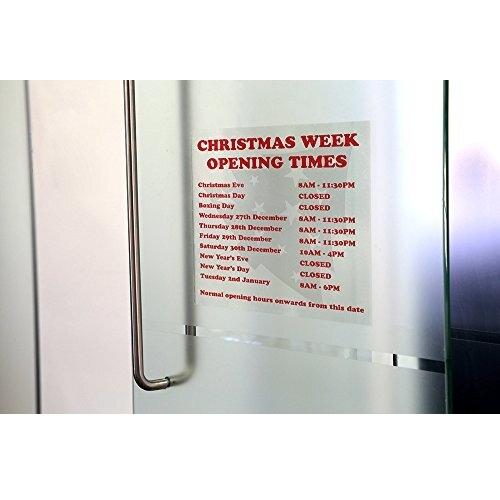 CHRISTMAS WEEK
OPENING TIMES
Christmas Eve 8AM - 11:30PM
Christmas Day CLOSED
Boxing Day CLOSED
Wednesday 27th December 8AM - 11:30PM
Thursday 28th December 8AM - 11:30PM
Friday 29th December 8AM - 11:30PM
Saturday 30th December 10AM - 4PM
New Year's Eve CLOSED
New Year's Day CLOSED
Tuesday 2nd January 8AM - 6PM
Normal opening hours onwards from this date